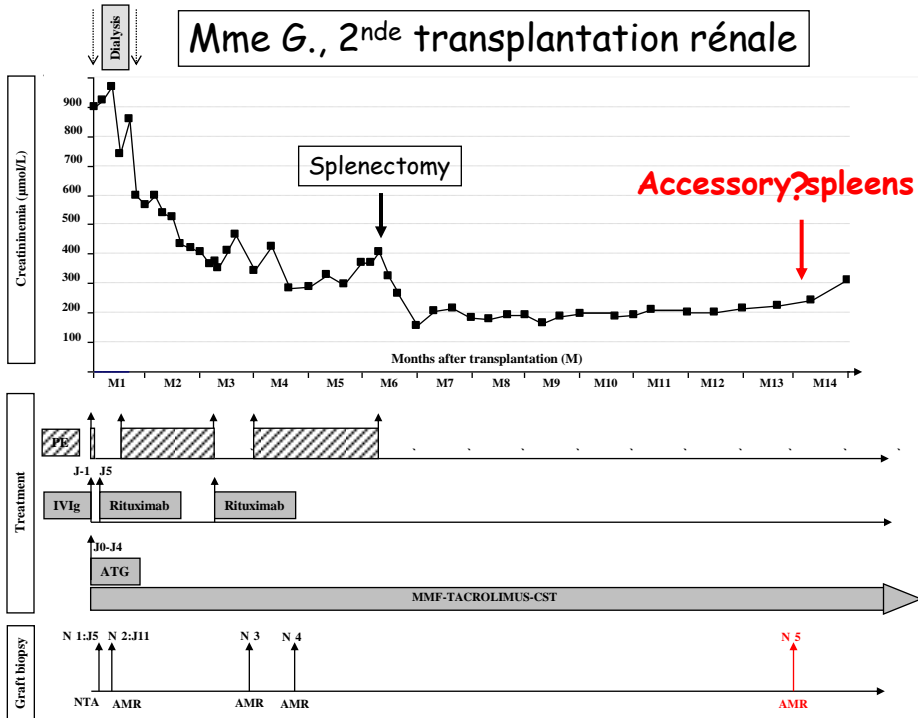 Dialysis
Mme G., 2nde transplantation rénale
Creatininemia (µmol/L)
900
800
700
600
500
400
300
200
100
Splenectomy
Accessory?spleens
Months after transplantation (M)
M1 M2 M3 M4 M5 M6 M7 M8 M9 M10 M11 M12 M13 M14
Treatment
PE
J-1 J5
IVIg Rituximab Rituximab
J0-J4
ATG
MMF-TACROLIMUS-CST
Graft biopsy
N 1:J5 N 2:J11 N 3 N 4 N 5
NTA AMR AMR AMR AMR